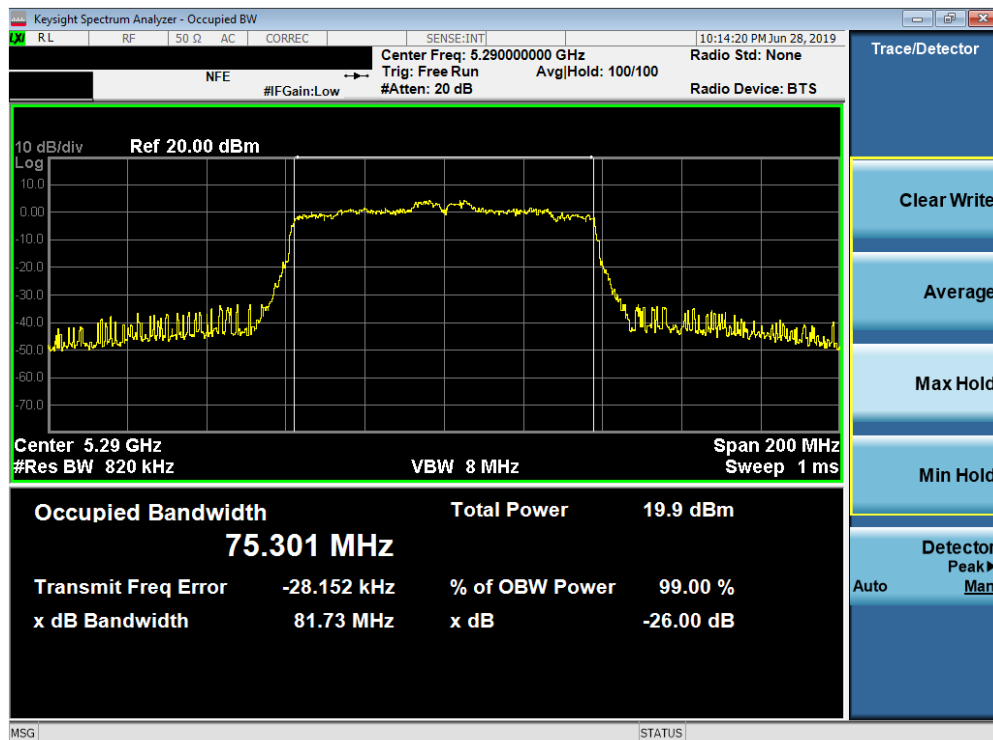 Keysight Spectrum Analyzer - Occupied BW
LXI RL RF 50 Ω AC CORREC SENSE:INT 10:14:20 PM Jun 28, 2019
Center Freq: 5.290000000 GHz Radio Std: None
NFE Trig: Free Run Avg|Hold: 100/100
#IFGain:Low #Atten: 20 dB Radio Device: BTS
10 dB/div Ref 20.00 dBm
Log
10.0
0.00
-10.0
-20.0
-30.0
-40.0
-50.0
-60.0
-70.0
Center 5.29 GHz Span 200 MHz
#Res BW 820 kHz VBW 8 MHz Sweep 1 ms
Occupied Bandwidth Total Power 19.9 dBm
75.301 MHz
Transmit Freq Error -28.152 kHz % of OBW Power 99.00 %
x dB Bandwidth 81.73 MHz x dB -26.00 dB
Trace/Detector
Clear Write
Average
Max Hold
Min Hold
Detector
Peak▶
Auto Man
MSG STATUS